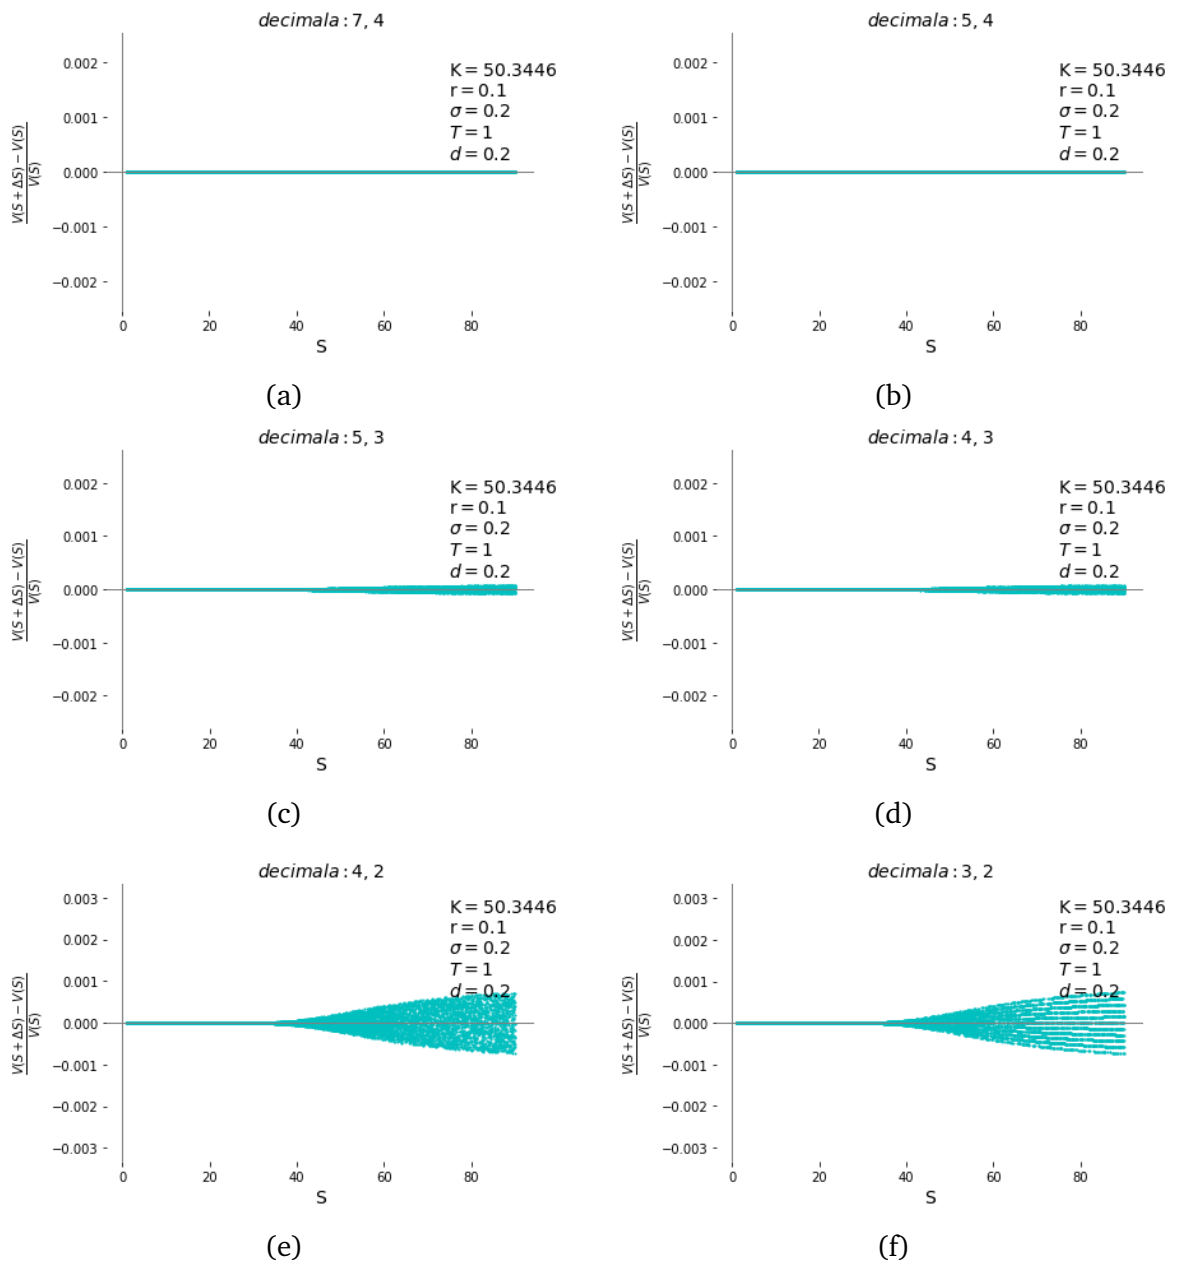 decimala : 7, 4
0.002
0.001
0.000
−0.001
−0.002
V(S + ΔS) − V(S)
V(S)
K = 50.3446
r = 0.1
σ = 0.2
T = 1
d = 0.2
0 20 40 60 80
S
(a)
decimala : 5, 4
0.002
0.001
0.000
−0.001
−0.002
V(S + ΔS) − V(S)
V(S)
K = 50.3446
r = 0.1
σ = 0.2
T = 1
d = 0.2
0 20 40 60 80
S
(b)
decimala : 5, 3
0.002
0.001
0.000
−0.001
−0.002
V(S + ΔS) − V(S)
V(S)
K = 50.3446
r = 0.1
σ = 0.2
T = 1
d = 0.2
0 20 40 60 80
S
(c)
decimala : 4, 3
0.002
0.001
0.000
−0.001
−0.002
V(S + ΔS) − V(S)
V(S)
K = 50.3446
r = 0.1
σ = 0.2
T = 1
d = 0.2
0 20 40 60 80
S
(d)
decimala : 4, 2
0.003
0.002
0.001
0.000
−0.001
−0.002
−0.003
V(S + ΔS) − V(S)
V(S)
K = 50.3446
r = 0.1
σ = 0.2
T = 1
d = 0.2
0 20 40 60 80
S
(e)
decimala : 3, 2
0.003
0.002
0.001
0.000
−0.001
−0.002
−0.003
V(S + ΔS) − V(S)
V(S)
K = 50.3446
r = 0.1
σ = 0.2
T = 1
d = 0.2
0 20 40 60 80
S
(f)